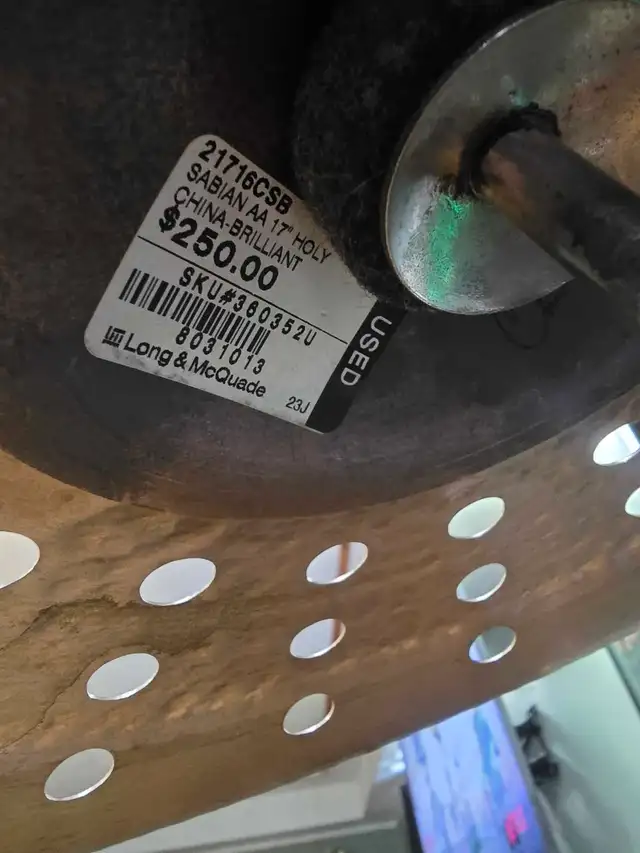 21716CSB
SABIAN AA 17" HOLY
CHINA-BRILLIANT
$250.00
SKU#360352U
8031013
Long & McQuade
23J
USED